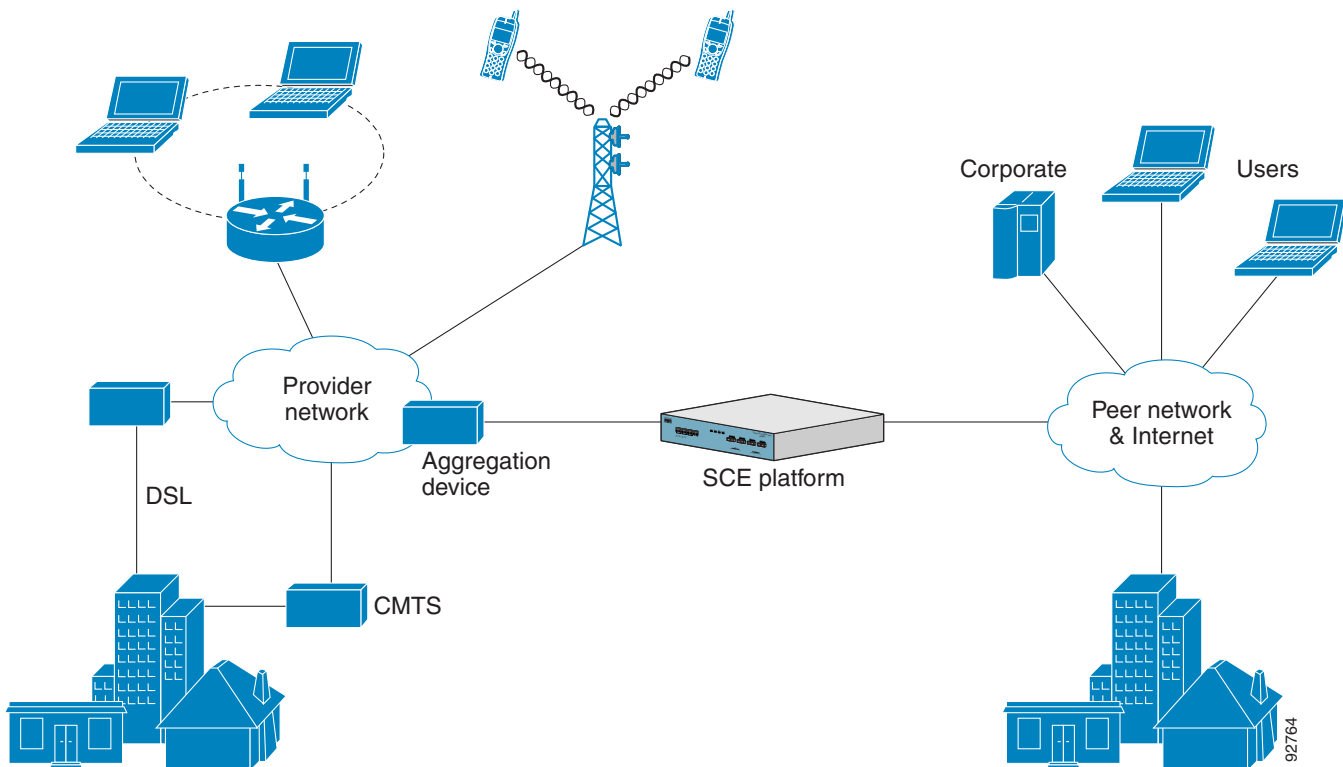 Corporate
Users
Provider
network
Peer network
& Internet
Aggregation
device
SCE platform
DSL
CMTS
92764